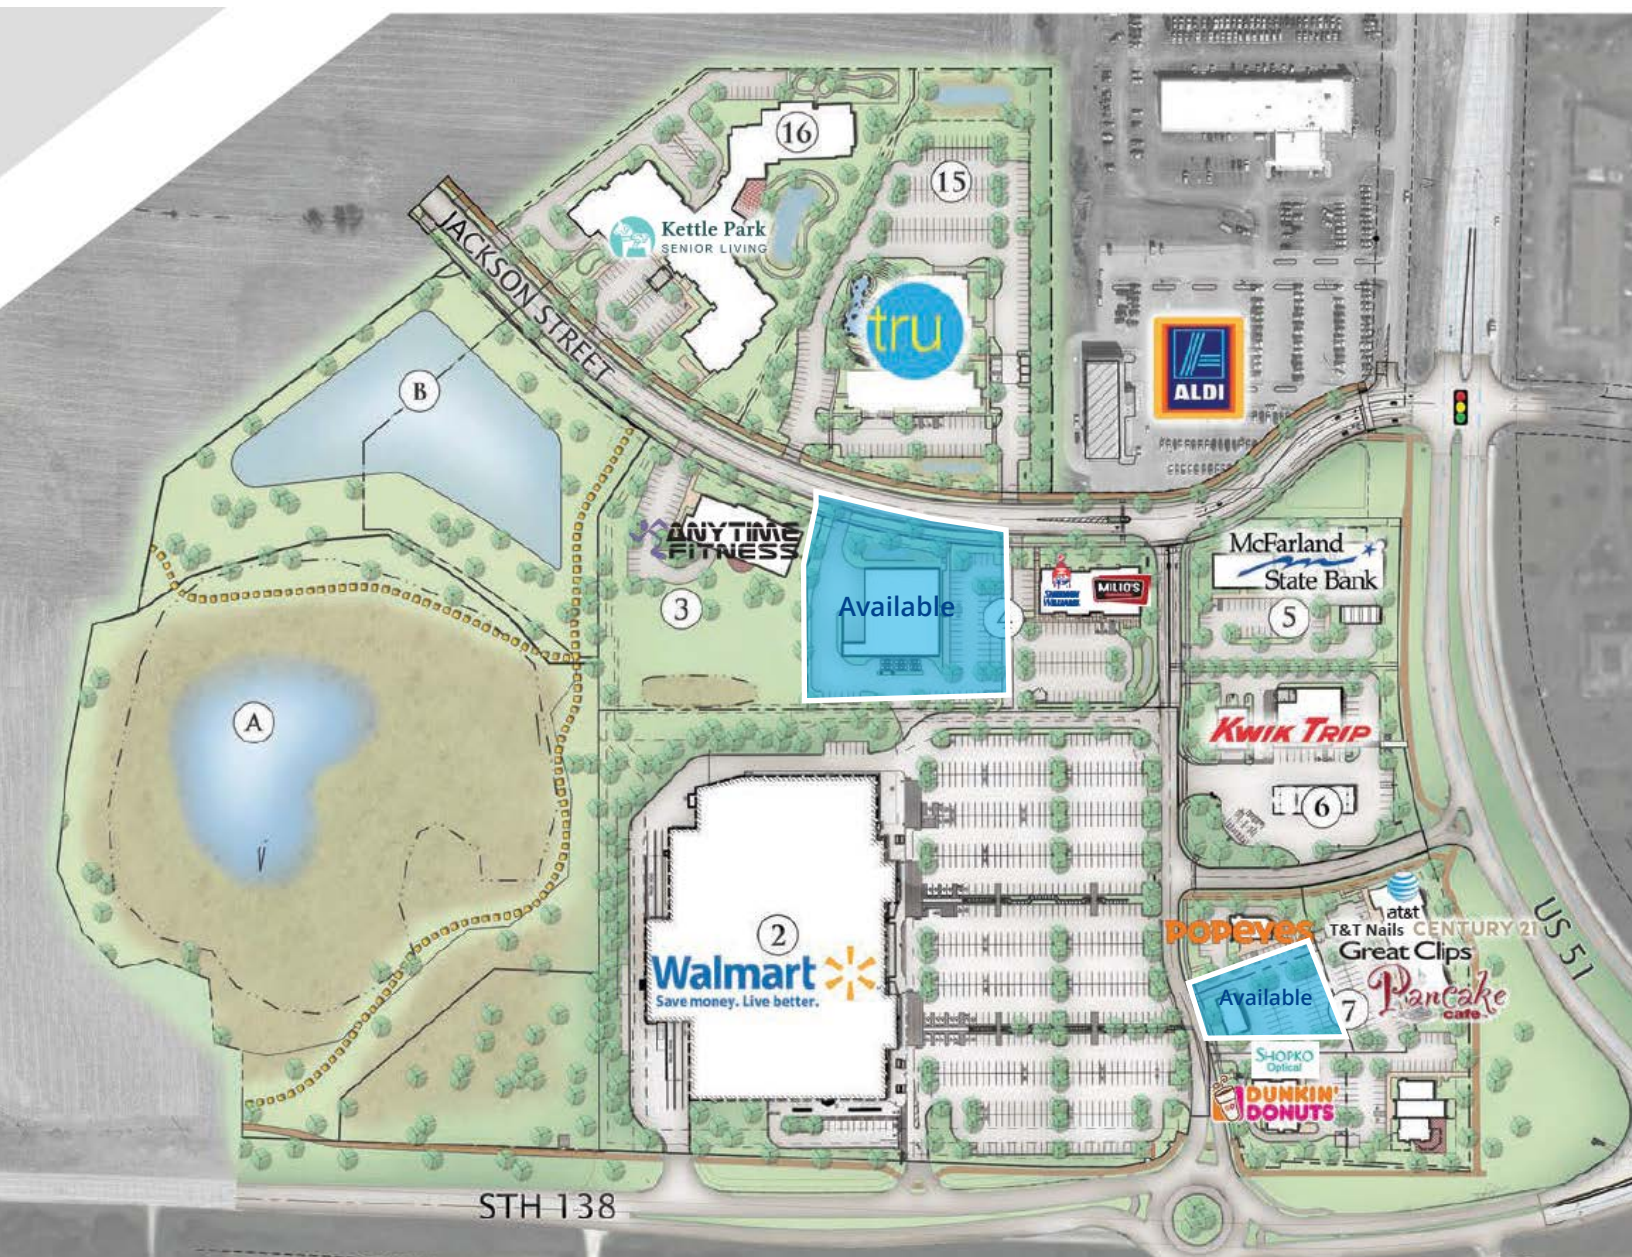 16
15
Kettle Park
SENIOR LIVING
JACKSON STREET
tru
ALDI
B
ANYTIME
FITNESS
McFarland
State Bank
SHERWIN
WILLIAMS
MILIO'S
Available
3
4
5
KWIK TRIP
A
6
2
Walmart
Save money. Live better.
at&t
POPEYES
T&T Nails CENTURY 21
Great Clips
Pancake
cafe
US 51
Available
7
SHOPKO
Optical
DUNKIN'
DONUTS
STH 138